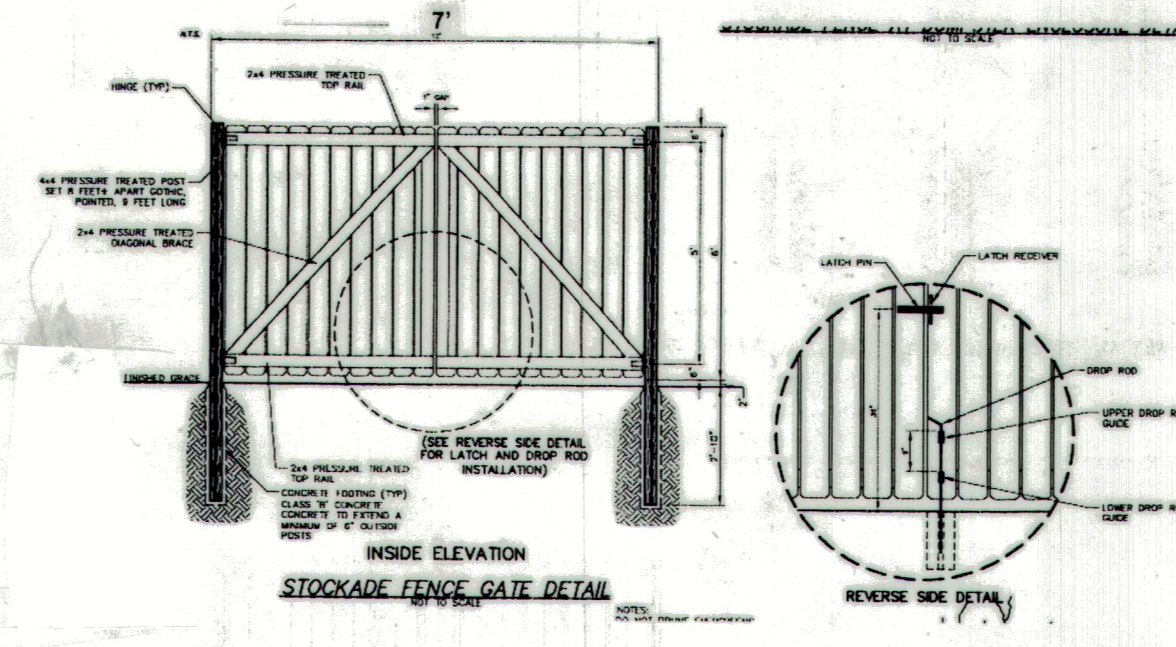 7'
N.T.S.
NOT TO SCALE
2x4 PRESSURE TREATED
TOP RAIL
HINGE (TYP)
1" GAP
6"
4x4 PRESSURE TREATED POST
SET 8 FEET± APART GOTHIC,
POINTED, 9 FEET LONG
2x4 PRESSURE TREATED
DIAGONAL BRACE
5'
6'
LATCH PIN
LATCH RECEIVER
6"
FINISHED GRADE
2"
DROP ROD
UPPER DROP R
GUIDE
9"
(SEE REVERSE SIDE DETAIL
FOR LATCH AND DROP ROD
INSTALLATION)
2x4 PRESSURE TREATED
TOP RAIL
CONCRETE FOOTING (TYP)
CLASS 'B' CONCRETE
CONCRETE TO EXTEND A
MINIMUM OF 6" OUTSIDE
POSTS
LOWER DROP R
GUIDE
INSIDE ELEVATION
STOCKADE FENCE GATE DETAIL
NOT TO SCALE
REVERSE SIDE DETAIL
NOTES: